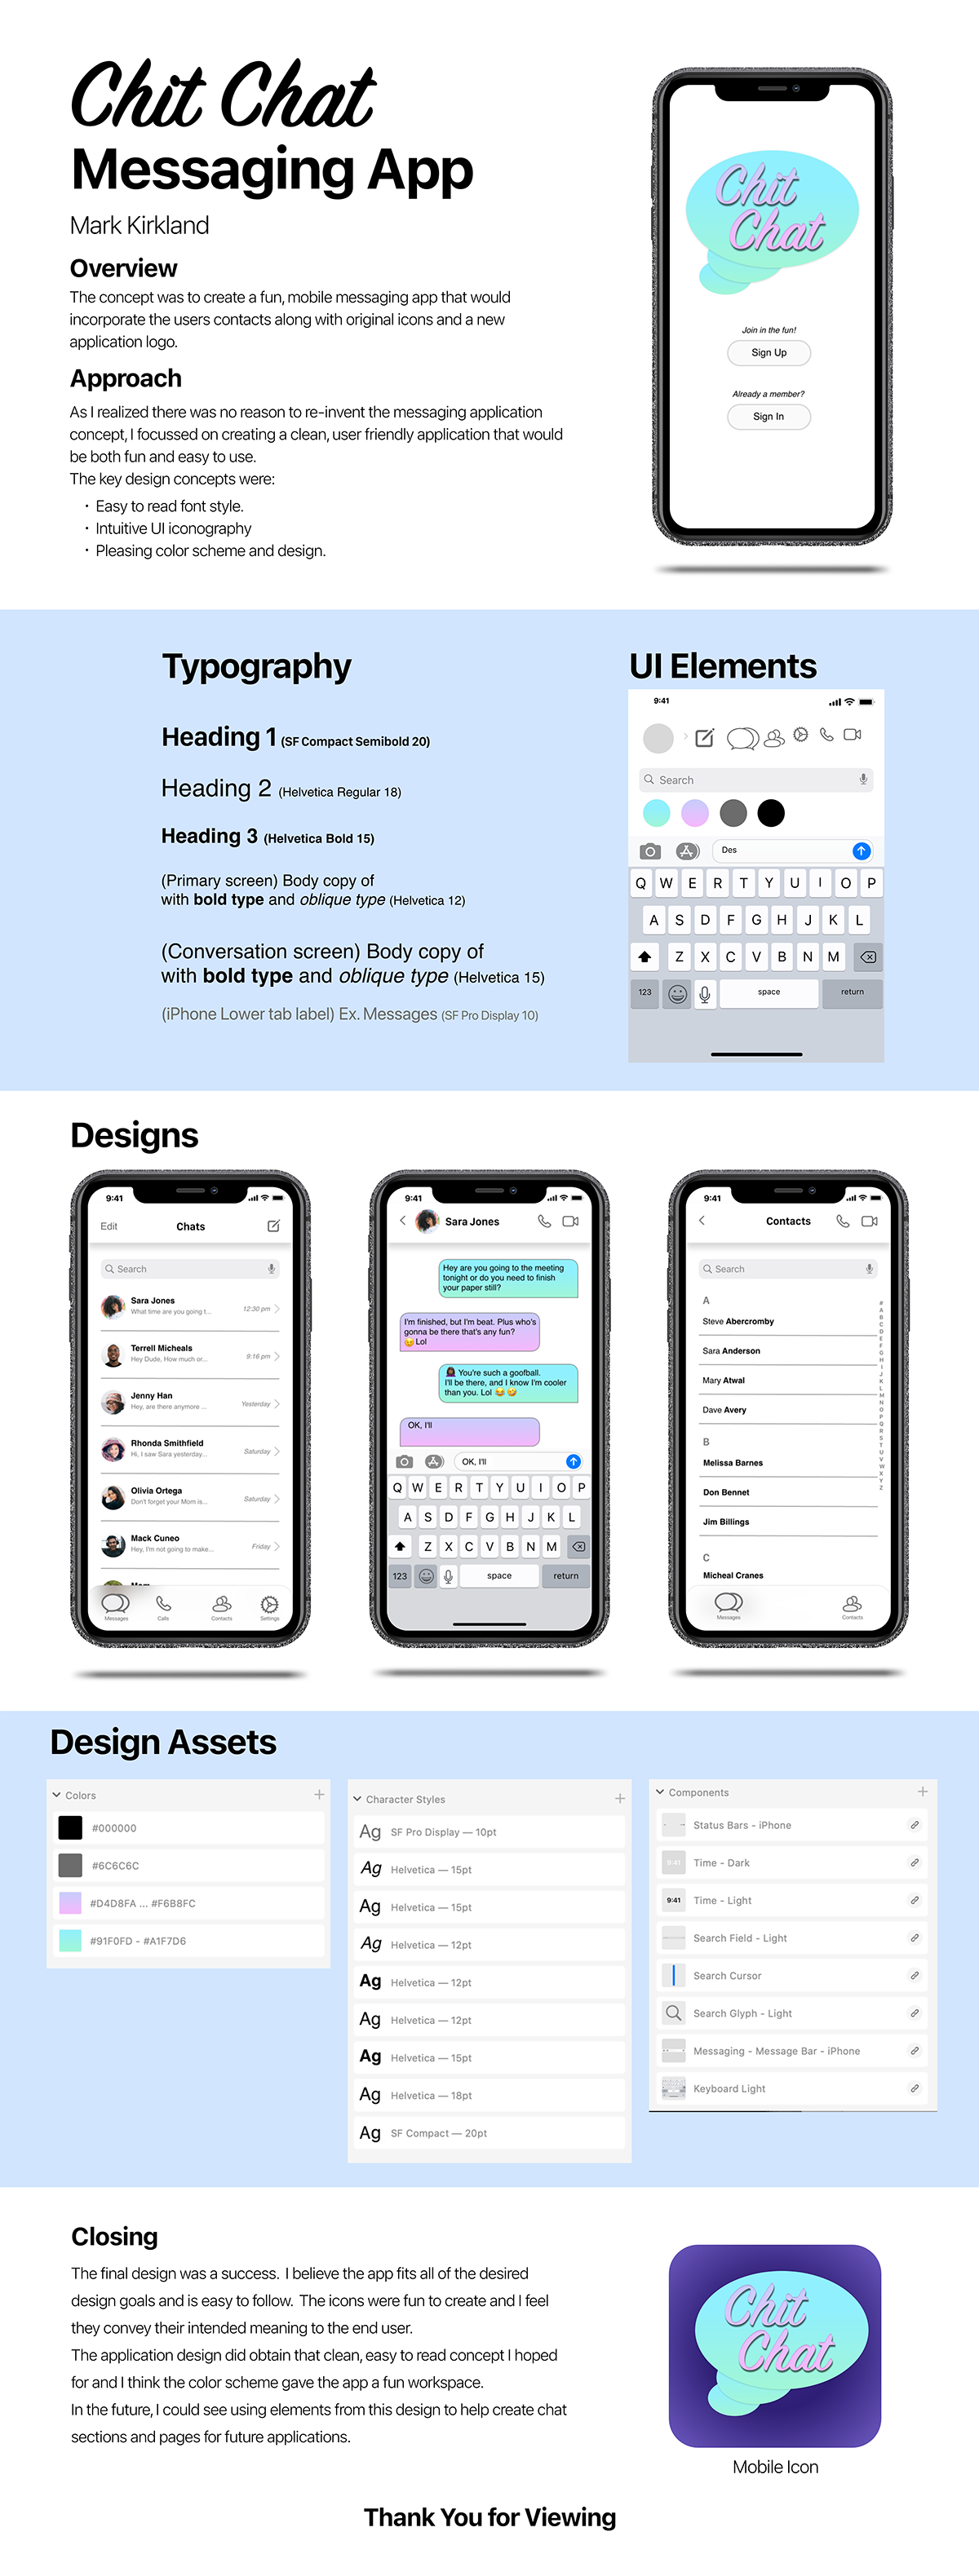 Chit Chat
Messaging App
Mark Kirkland
Overview
The concept was to create a fun, mobile messaging app that would
incorporate the users contacts along with original icons and a new
application logo.
Approach
As I realized there was no reason to re-invent the messaging application
concept, I focussed on creating a clean, user friendly application that would
be both fun and easy to use.
The key design concepts were:
· Easy to read font style.
· Intuitive UI iconography
· Pleasing color scheme and design.
Chit
Chat
Join in the fun!
Sign Up
Already a member?
Sign In
Typography
Heading 1 (SF Compact Semibold 20)
Heading 2 (Helvetica Regular 18)
Heading 3 (Helvetica Bold 15)
(Primary screen) Body copy of
with bold type and oblique type (Helvetica 12)
(Conversation screen) Body copy of
with bold type and oblique type (Helvetica 15)
(iPhone Lower tab label) Ex. Messages (SF Pro Display 10)
UI Elements
9:41
Search
Des
Q W E R T Y U I O P
A S D F G H J K L
Z X C V B N M
123 space return
Designs
9:41
Edit Chats
Search
Sara Jones
What time are you going t... 12:30 pm
Terrell Micheals
Hey Dude, How much or... 9:16 pm
Jenny Han
Hey, are there anymore ... Yesterday
Rhonda Smithfield
Hi, I saw Sara yesterday... Saturday
Olivia Ortega
Don't forget your Mom is... Saturday
Mack Cuneo
Hey, I'm not going to make... Friday
Mom
Messages Calls Contacts Settings
9:41
Sara Jones
Hey are you going to the meeting
tonight or do you need to finish
your paper still?
I'm finished, but I'm beat. Plus who's
gonna be there that's any fun?
😜 Lol
🤦🏿‍♀️ You're such a goofball.
I'll be there, and I know I'm cooler
than you. Lol 😂 🤣
OK, I'll
OK, I'll
Q W E R T Y U I O P
A S D F G H J K L
Z X C V B N M
123 space return
9:41
Contacts
Search
A
Steve Abercromby
Sara Anderson
Mary Atwal
Dave Avery
B
Melissa Barnes
Don Bennet
Jim Billings
C
Micheal Cranes
#
A
B
C
D
E
F
G
H
I
J
K
L
M
N
O
P
Q
R
S
T
U
V
W
X
Y
Z
Messages Contacts
Design Assets
Colors
#000000
#6C6C6C
#D4D8FA ... #F6B8FC
#91F0FD - #A1F7D6
Character Styles
Ag SF Pro Display — 10pt
Ag Helvetica — 15pt
Ag Helvetica — 15pt
Ag Helvetica — 12pt
Ag Helvetica — 12pt
Ag Helvetica — 12pt
Ag Helvetica — 15pt
Ag Helvetica — 18pt
Ag SF Compact — 20pt
Components
Status Bars - iPhone
9:41 Time - Dark
9:41 Time - Light
Search Field - Light
Search Cursor
Search Glyph - Light
Messaging - Message Bar - iPhone
Keyboard Light
Closing
The final design was a success. I believe the app fits all of the desired
design goals and is easy to follow. The icons were fun to create and I feel
they convey their intended meaning to the end user.
The application design did obtain that clean, easy to read concept I hoped
for and I think the color scheme gave the app a fun workspace.
In the future, I could see using elements from this design to help create chat
sections and pages for future applications.
Chit
Chat
Mobile Icon
Thank You for Viewing